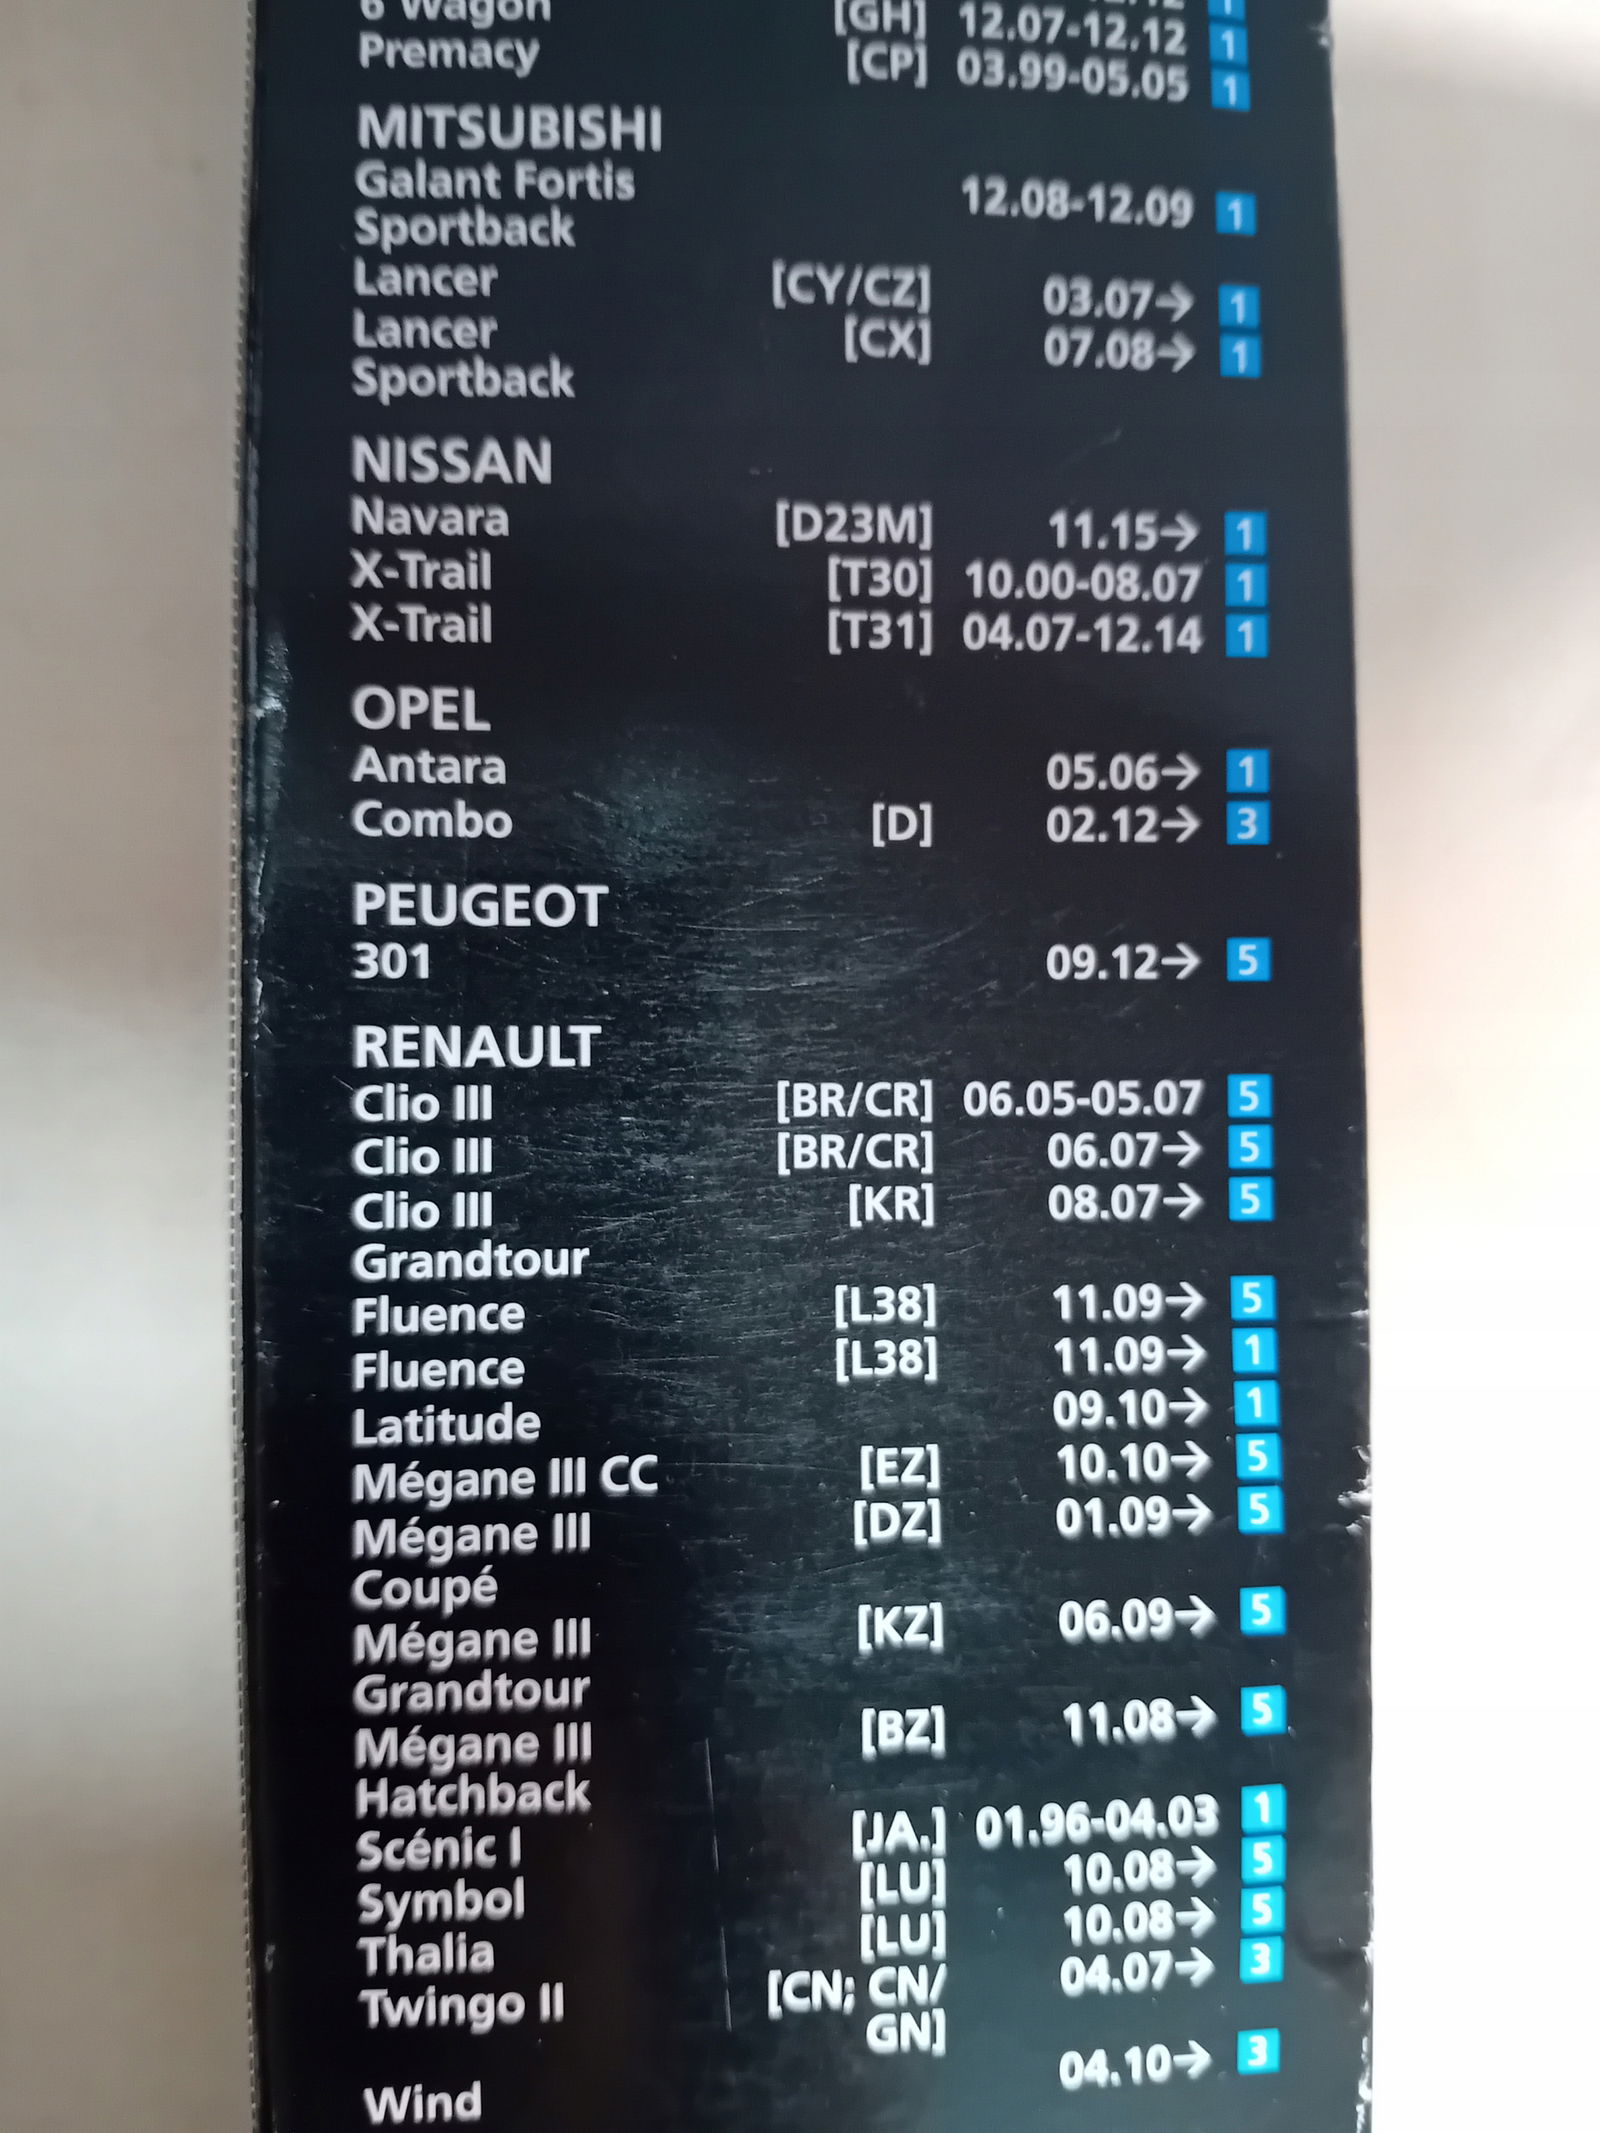 6 Wagon [GH] 12.07-12.12 1
Premacy [CP] 03.99-05.05 1
MITSUBISHI
Galant Fortis
Sportback 12.08-12.09 1
Lancer [CY/CZ] 03.07→ 1
Lancer [CX] 07.08→ 1
Sportback
NISSAN
Navara [D23M] 11.15→ 1
X-Trail [T30] 10.00-08.07 1
X-Trail [T31] 04.07-12.14 1
OPEL
Antara 05.06→ 1
Combo [D] 02.12→ 3
PEUGEOT
301 09.12→ 5
RENAULT
Clio III [BR/CR] 06.05-05.07 5
Clio III [BR/CR] 06.07→ 5
Clio III [KR] 08.07→ 5
Grandtour
Fluence [L38] 11.09→ 5
Fluence [L38] 11.09→ 1
Latitude 09.10→ 1
Mégane III CC [EZ] 10.10→ 5
Mégane III [DZ] 01.09→ 5
Coupé
Mégane III [KZ] 06.09→ 5
Grandtour
Mégane III [BZ] 11.08→ 5
Hatchback
Scénic I [JA.] 01.96-04.03 1
Symbol [LU] 10.08→ 5
Thalia [LU] 10.08→ 5
Twingo II [CN; CN/ 04.07→ 3
GN]
Wind 04.10→ 3